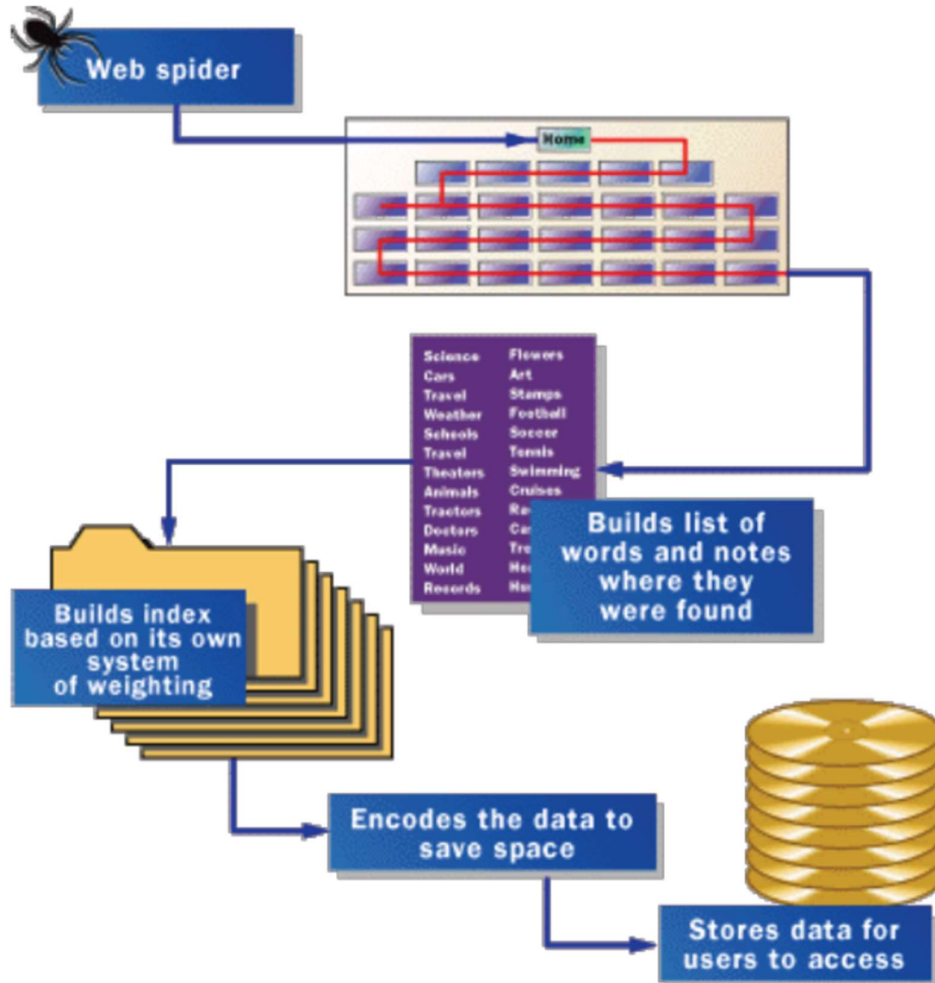 Web spider
Home
Science
Cars
Travel
Weather
Schools
Travel
Theaters
Animals
Tractors
Doctors
Music
World
Records
Flowers
Art
Stamps
Football
Soccer
Tennis
Swimming
Cruises
Builds list of
words and notes
where they
were found
Builds index
based on its own
system
of weighting
Encodes the data to
save space
Stores data for
users to access